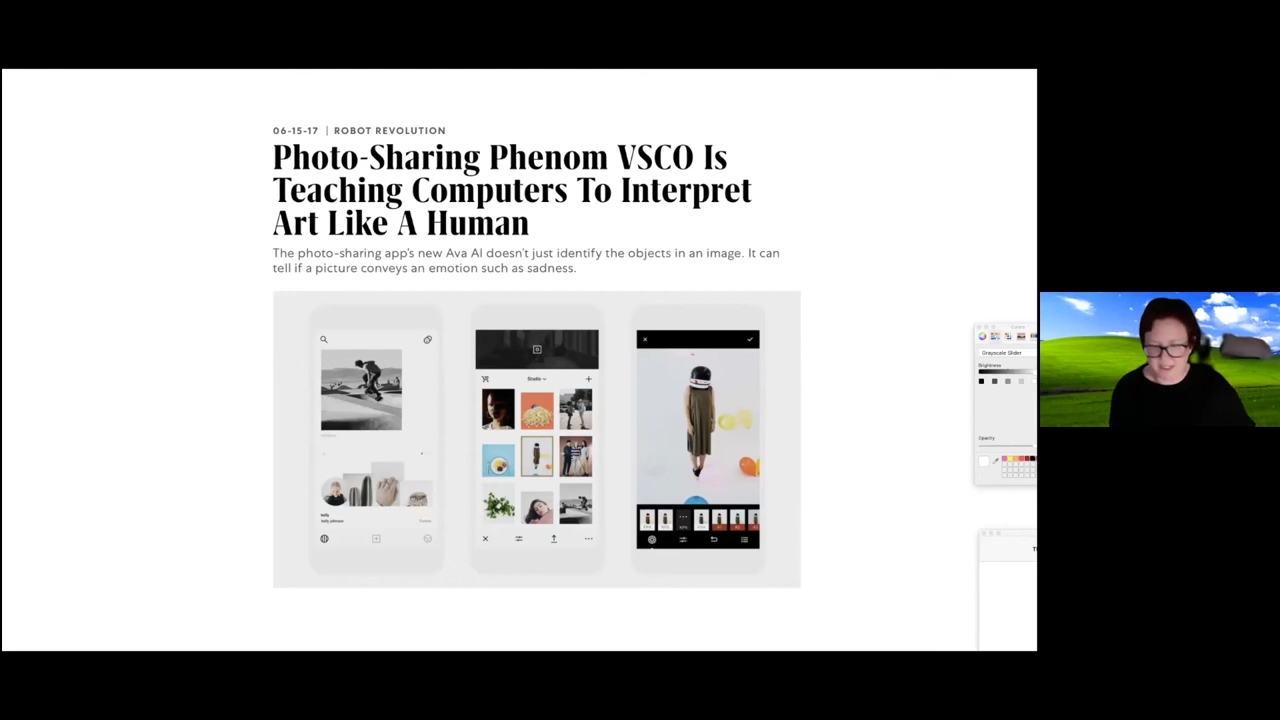 06-15-17 | ROBOT REVOLUTION
Photo-Sharing Phenom VSCO Is
Teaching Computers To Interpret
Art Like A Human
The photo-sharing app's new Ava AI doesn't just identify the objects in an image. It can
tell if a picture conveys an emotion such as sadness.
Studio
Colors
Grayscale Slider
Brightness
Opacity